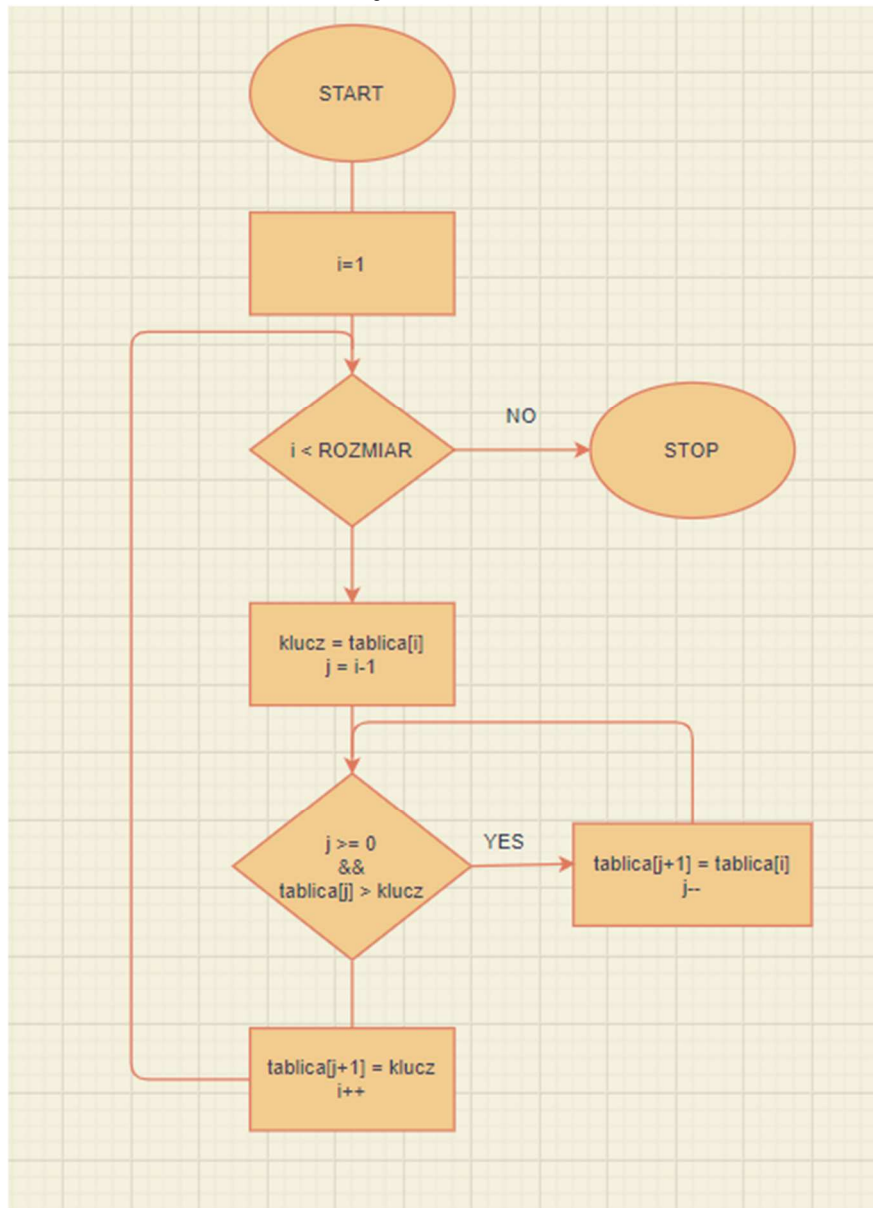 START
i=1
i < ROZMIAR
NO
STOP
klucz = tablica[i]
j = i-1
j >= 0
&&
tablica[j] > klucz
YES
tablica[j+1] = tablica[i]
j--
tablica[j+1] = klucz
i++